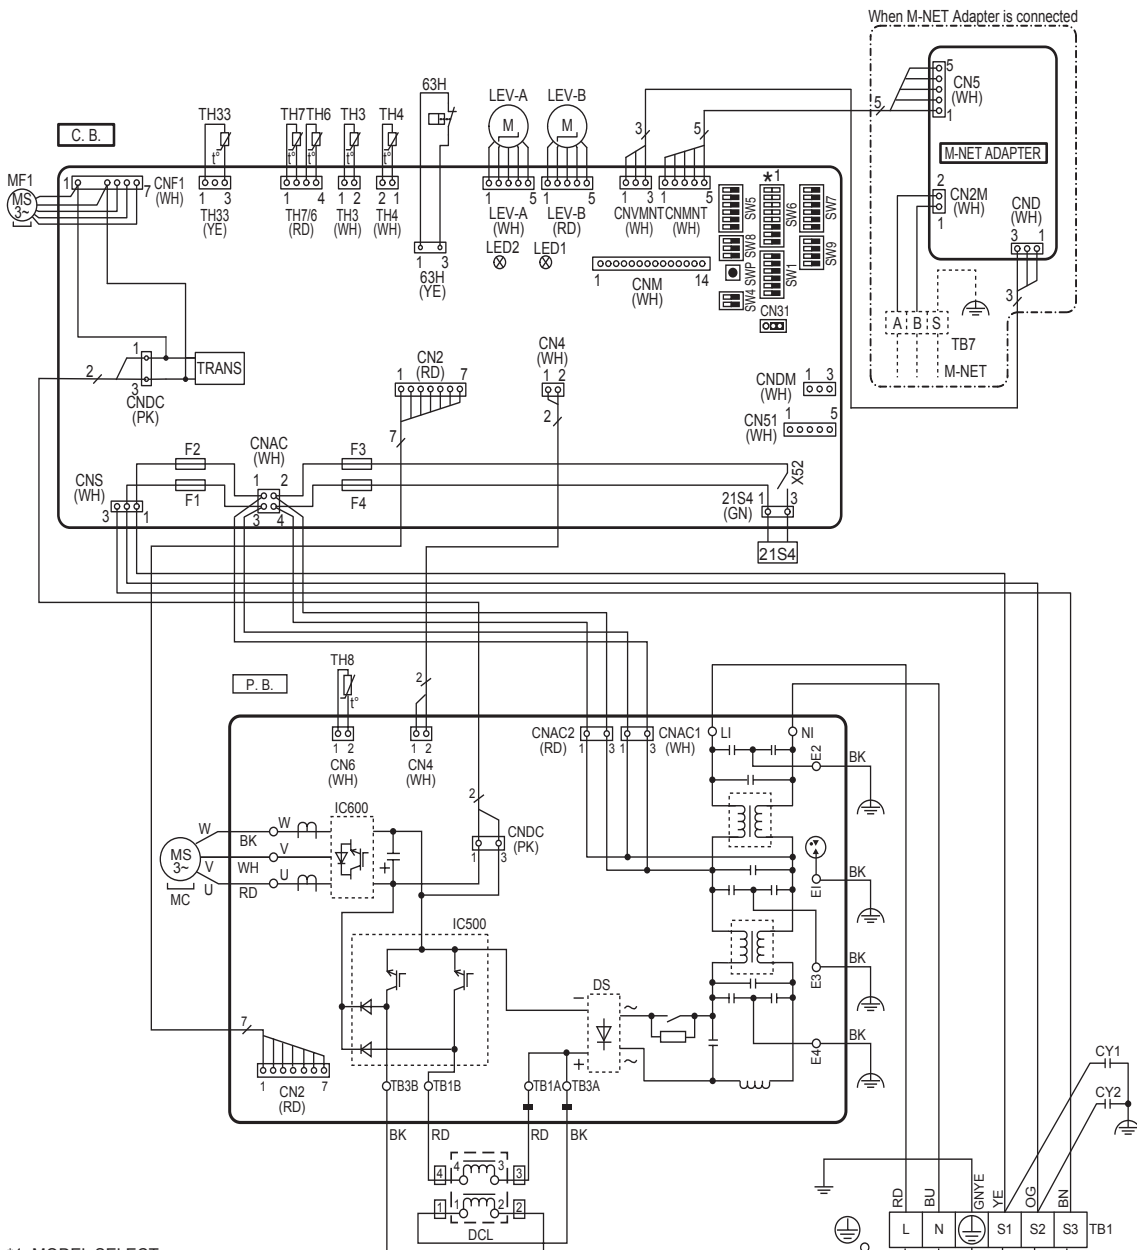 When M-NET Adapter is connected
5
CN5
(WH)
1
5
M-NET ADAPTER
2
CN2M
(WH)
1
CND
(WH)
3 1
3
A B S
TB7
M-NET
C. B.
63H
LEV-A LEV-B
M M
TH33 TH7 TH6 TH3 TH4
t° t° t° t°
3 5
MF1
MS
3~
1 7 CNF1
(WH)
1 3
TH33
(YE)
1 4
TH7/6
(RD)
1 2
TH3
(WH)
2 1
TH4
(WH)
1 3
63H
(YE)
1 5
LEV-A
(WH)
1 5
LEV-B
(RD)
1 3
CNVMNT
(WH)
1 5
CNMNT
(WH)
LED2 LED1
1 14
CNM
(WH)
*1
SW5 SW6 SW7
SW8 SWP SW4 SW1 SW9
CN31
1 3
CNDM
(WH)
1 5
CN51
(WH)
2
1
3
CNDC
(PK)
TRANS
CN2
(RD)
1 7
7
CN4
(WH)
1 2
2
F2 F1
CNAC
(WH)
1 2
3 4
F3 F4
CNS
(WH)
3 1
X52
21S4
(GN)
1 3
21S4
P. B.
TH8
t°
1 2
CN6
(WH)
2
1 2
CN4
(WH)
CNAC2
(RD)
1 3
1 3
CNAC1
(WH)
LI NI
E2 BK
2
1 3
CNDC
(PK)
IC600
W BK W
V WH V
U RD U
MS
3~
MC
+
E1 BK
IC500
DS
− ~
+ ~
E3 BK
E4 BK
7
1 7
CN2
(RD)
TB3B TB1B TB1A TB3A
BK RD RD BK
4 4 3 3
1 1 2 2
DCL
CY1
CY2
RD BU GNYE YE OG BN
L N S1 S2 S3 TB1
*1 MODEL SELECT